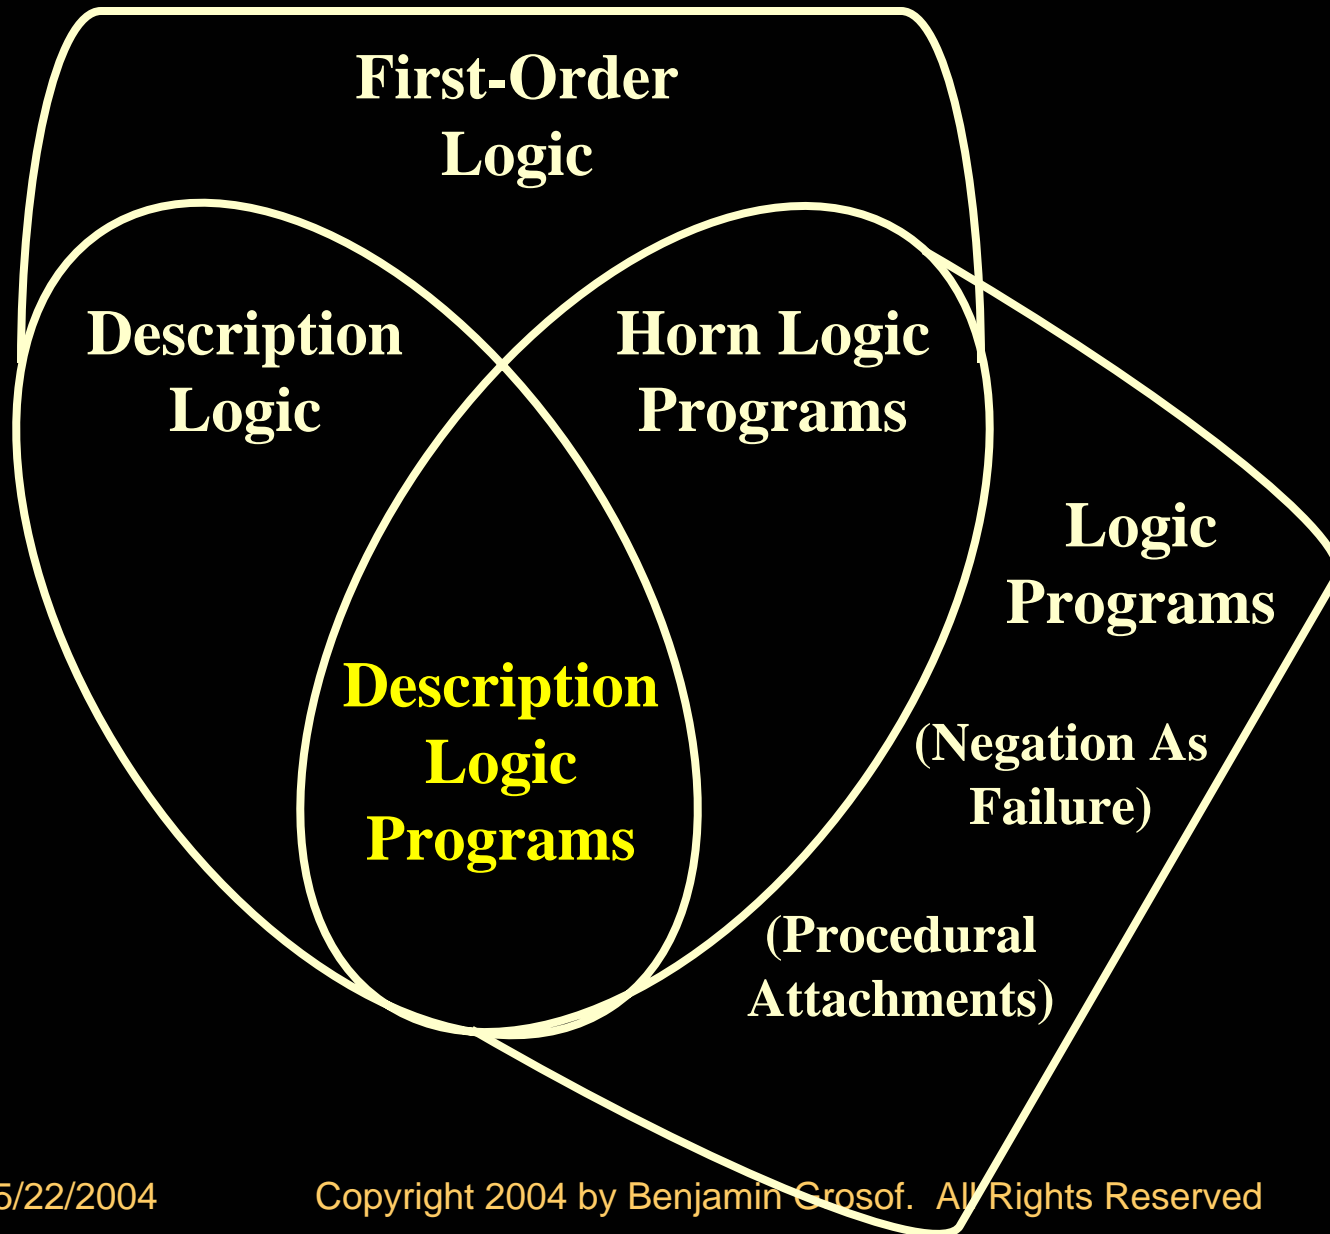 First-Order
Logic
Description
Logic
Horn Logic
Programs
Logic
Programs
Description
Logic
Programs
(Negation As
Failure)
(Procedural
Attachments)
5/22/2004
Copyright 2004 by Benjamin Grosof. All Rights Reserved